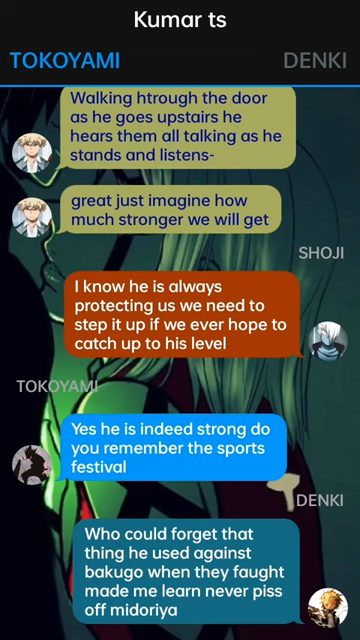 Kumar ts
TOKOYAMI
DENKI
Walking htrough the door
as he goes upstairs he
hears them all talking as he
stands and listens-
great just imagine how
much stronger we will get
SHOJI
I know he is always
protecting us we need to
step it up if we ever hope to
catch up to his level
TOKOYAMI
Yes he is indeed strong do
you remember the sports
festival
DENKI
Who could forget that
thing he used against
bakugo when they faught
made me learn never piss
off midoriya